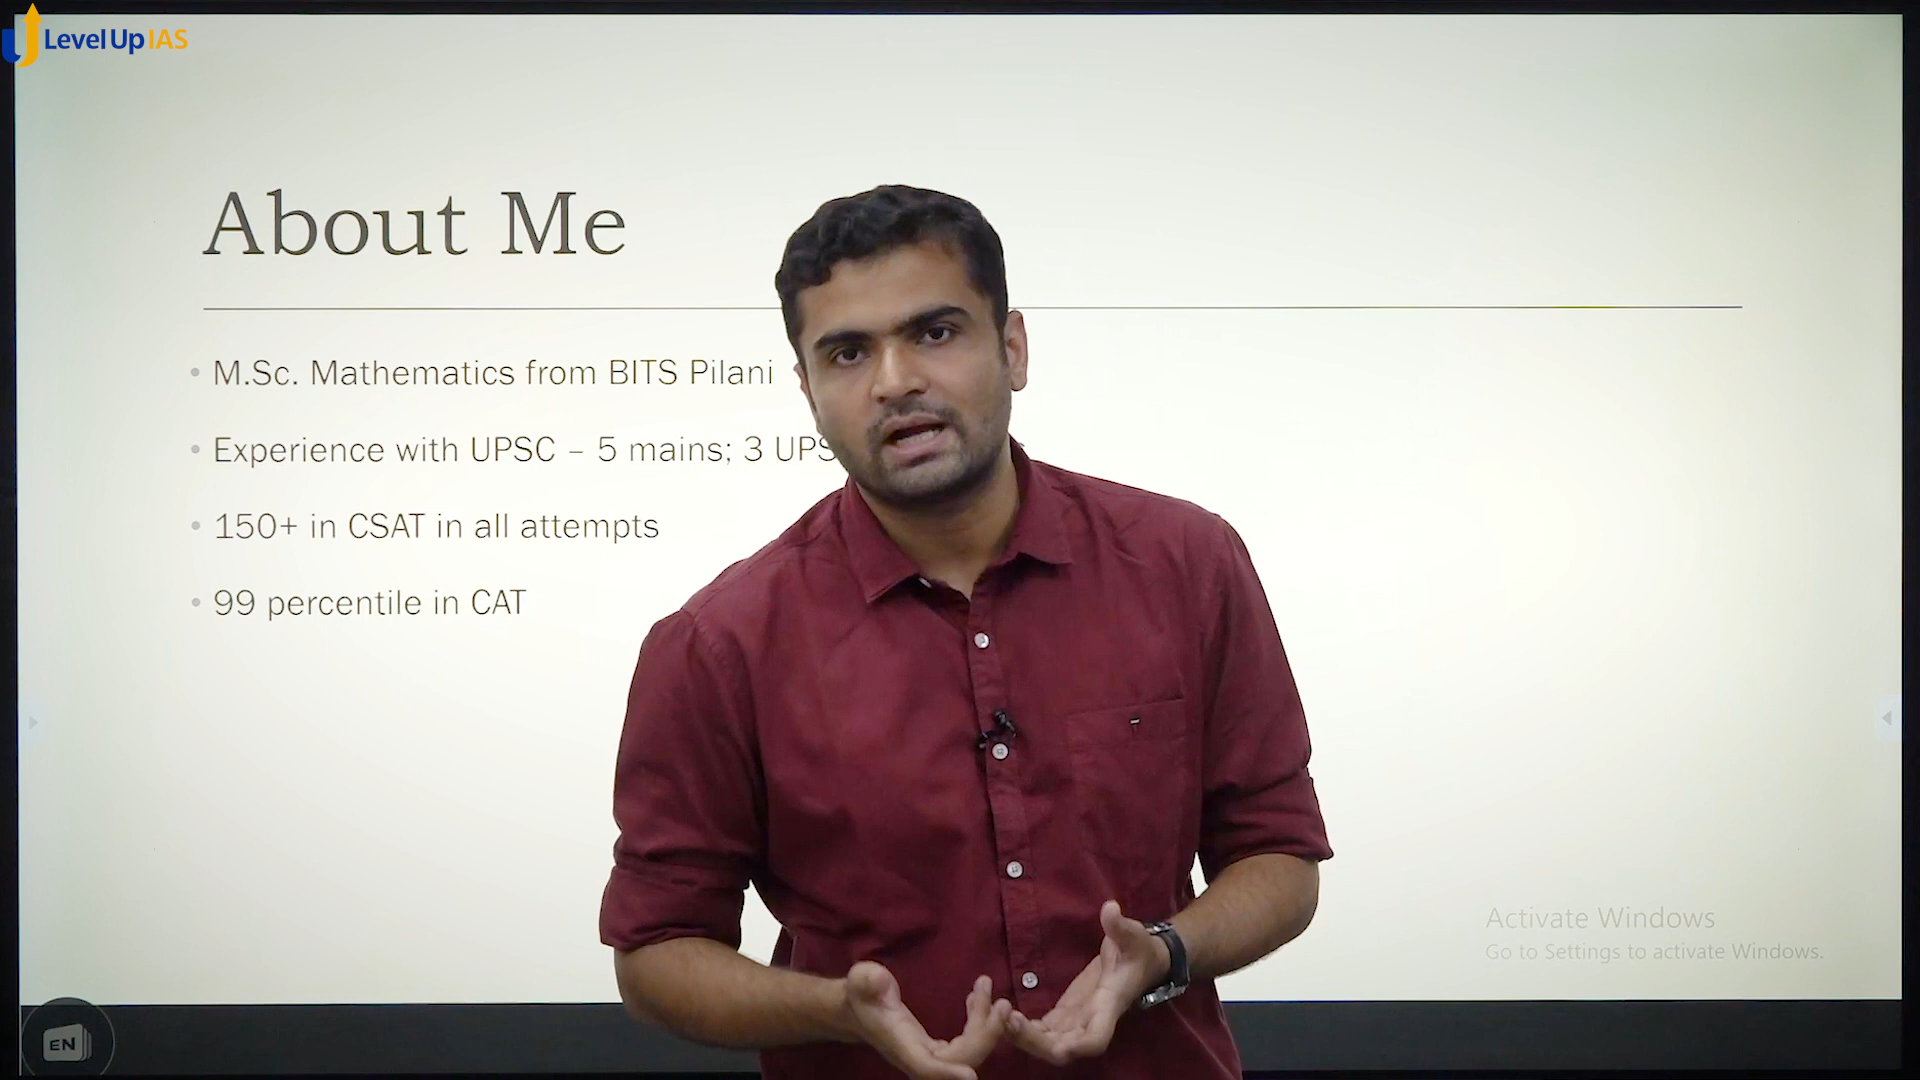 Level Up IAS
About Me
M.Sc. Mathematics from BITS Pilani
Experience with UPSC – 5 mains; 3
150+ in CSAT in all attempts
99 percentile in CAT
Activate Windows
Go to Settings to activate Windows.
EN